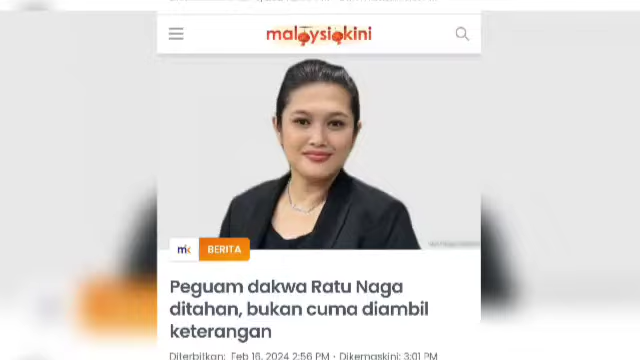 malaysiakini
mk
BERITA
Peguam dakwa Ratu Naga
ditahan, bukan cuma diambil
keterangan
Diterbitkan: Feb 16, 2024 2:56 PM · Dikemaskini: 3:01 PM